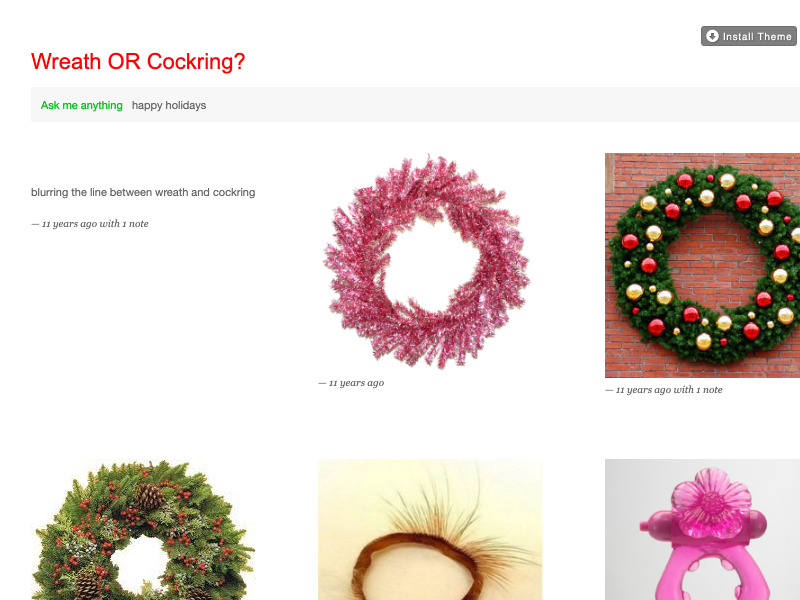 Install Theme
Wreath OR Cockring?
Ask me anything happy holidays
blurring the line between wreath and cockring
— 11 years ago with 1 note
— 11 years ago
— 11 years ago with 1 note